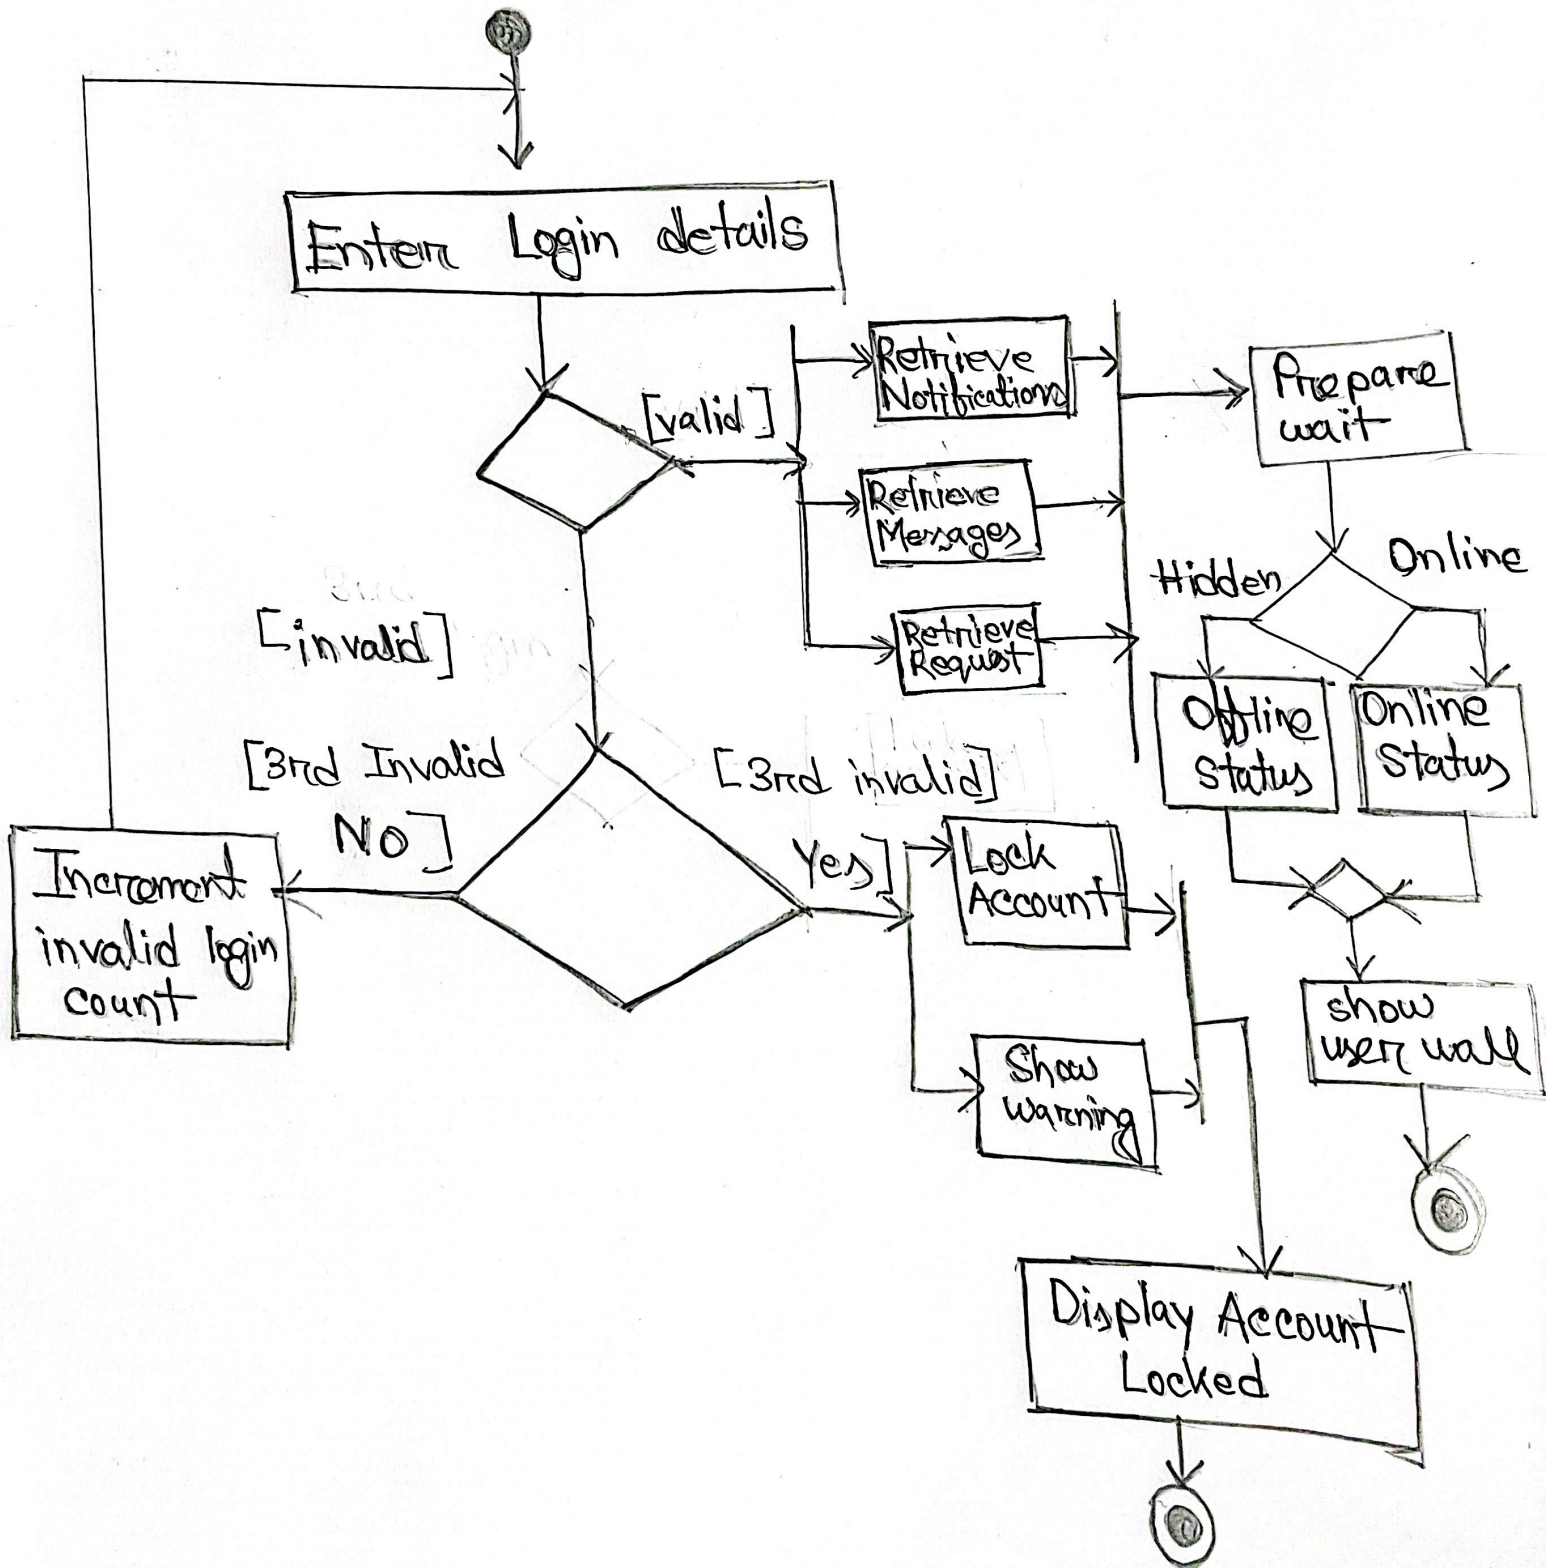 Enter Login details
[valid]
Retrieve
Notifications
Retrieve
Messages
Retrieve
Request
Prepare
wait
Hidden
Online
Offline
Status
Online
Status
[invalid]
[3rd Invalid
NO]
[3rd invalid]
Yes]
Increment
invalid login
count
Lock
Account
Show
Warning
show
user wall
Display Account
Locked